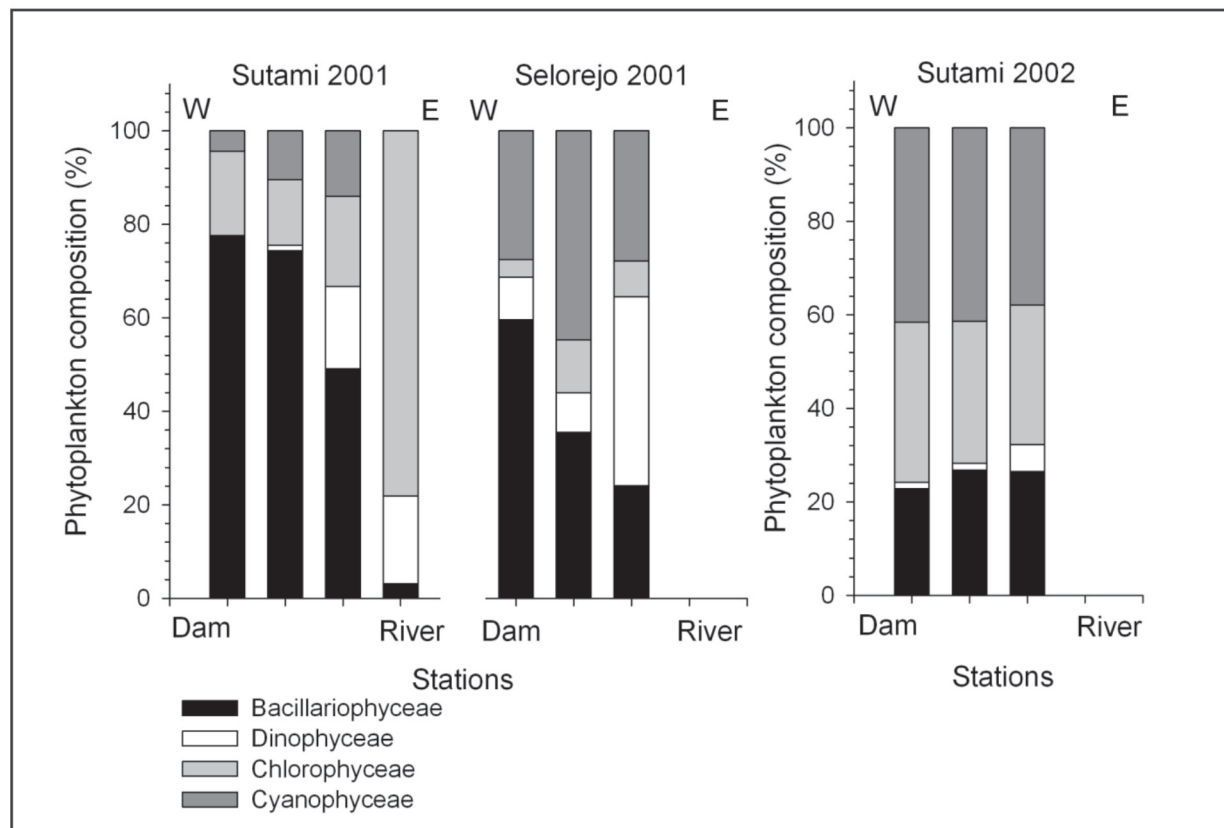 Sutami 2001
Selorejo 2001
Sutami 2002
W
E
W
E
W
E
Phytoplankton composition (%)
100
80
60
40
20
0
Phytoplankton composition (%)
100
80
60
40
20
0
Dam
River
Dam
River
Dam
River
Stations
Stations
Bacillariophyceae
Dinophyceae
Chlorophyceae
Cyanophyceae